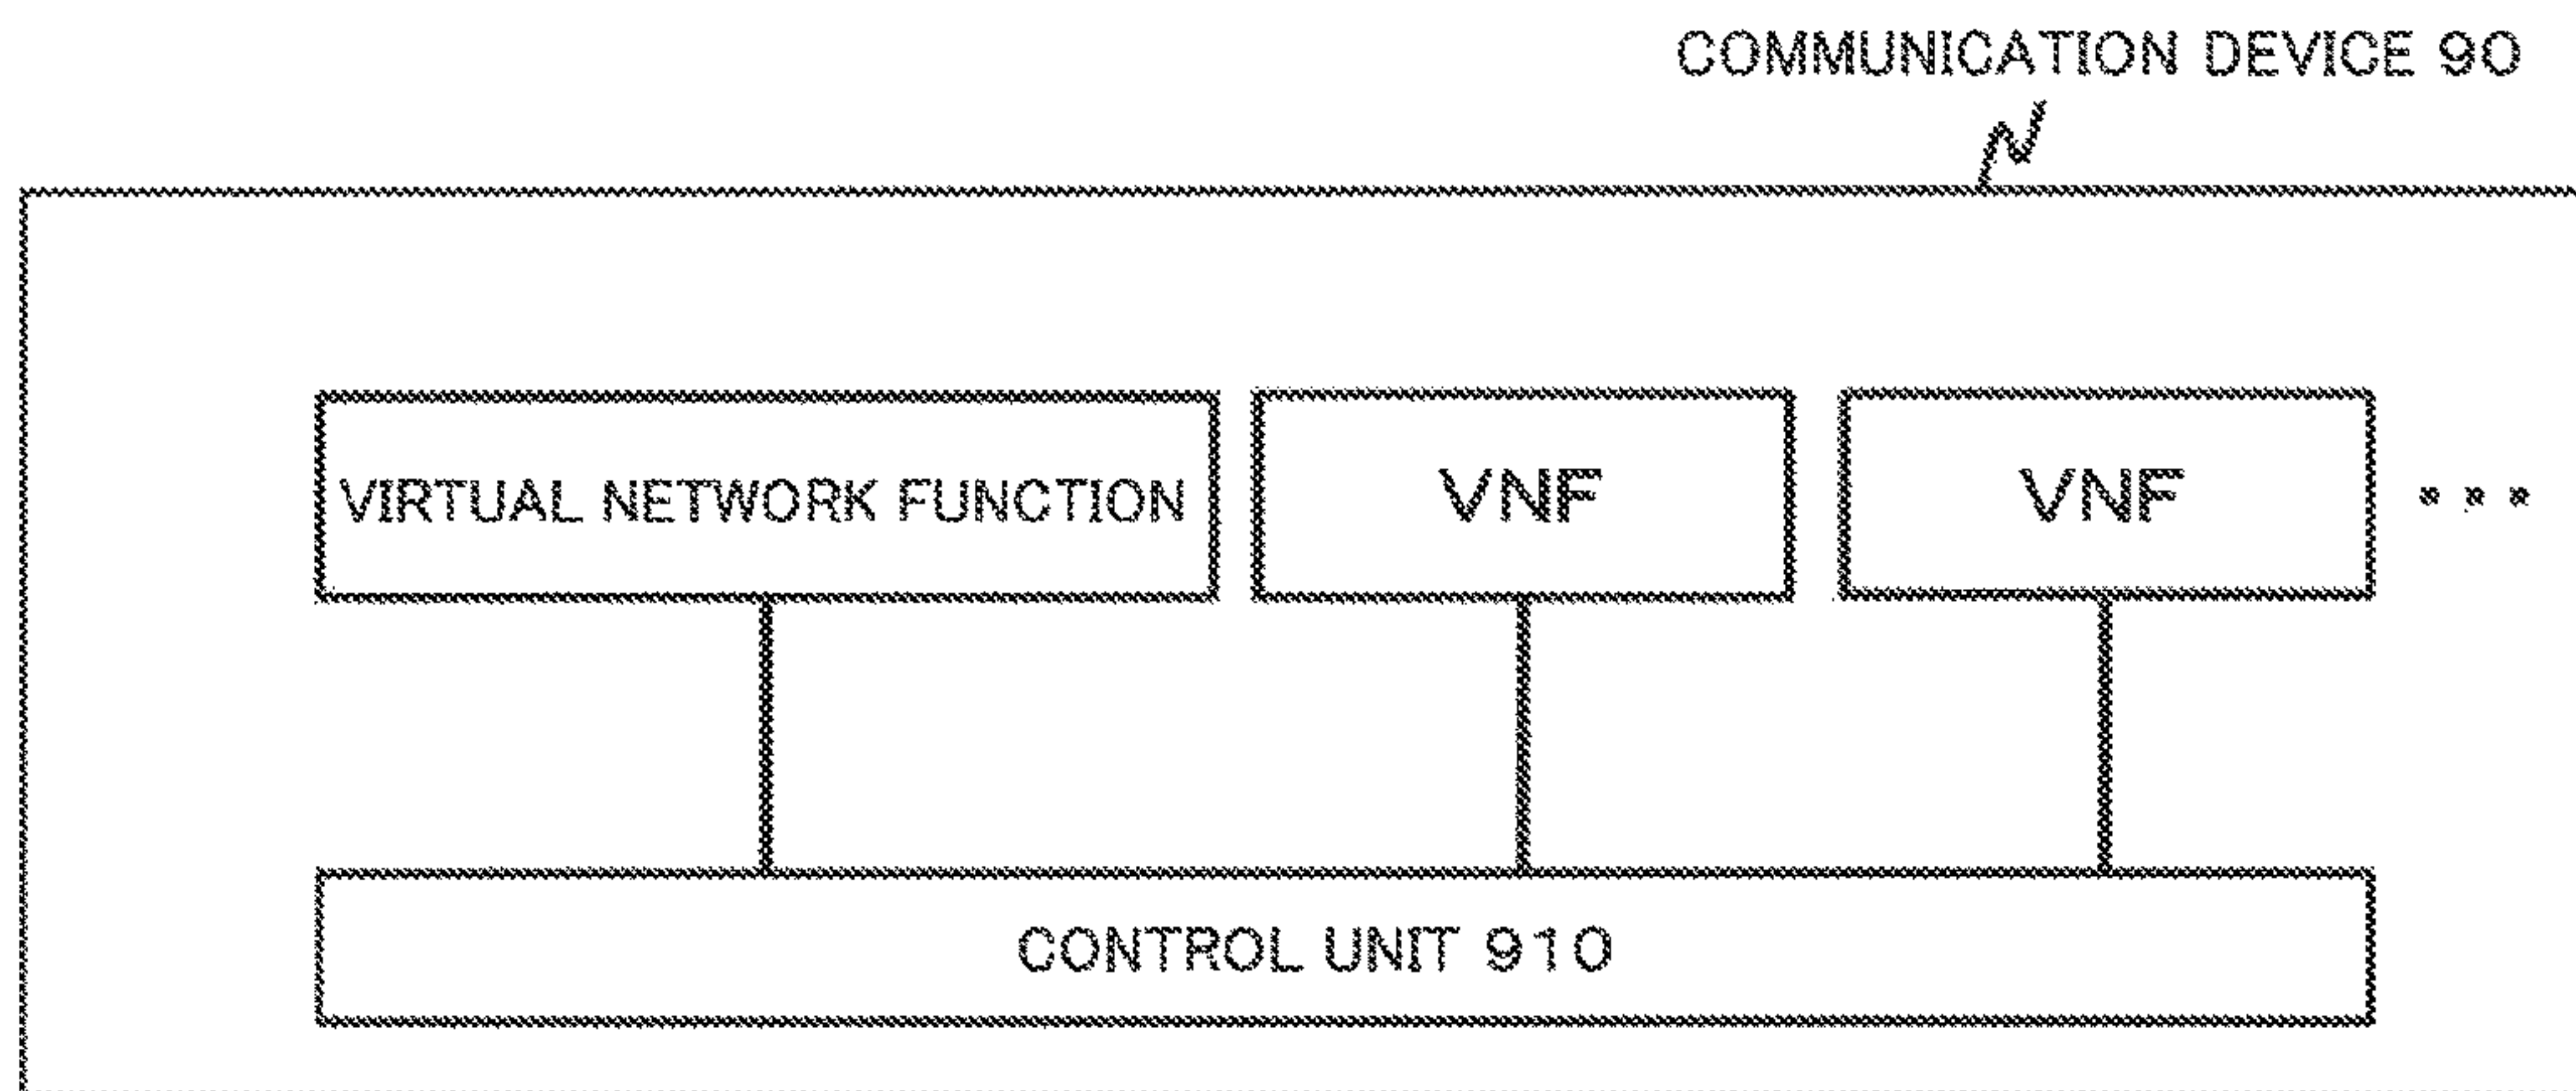 COMMUNICATION DEVICE 90
VIRTUAL NETWORK FUNCTION
VNF
VNF
...
CONTROL UNIT 910